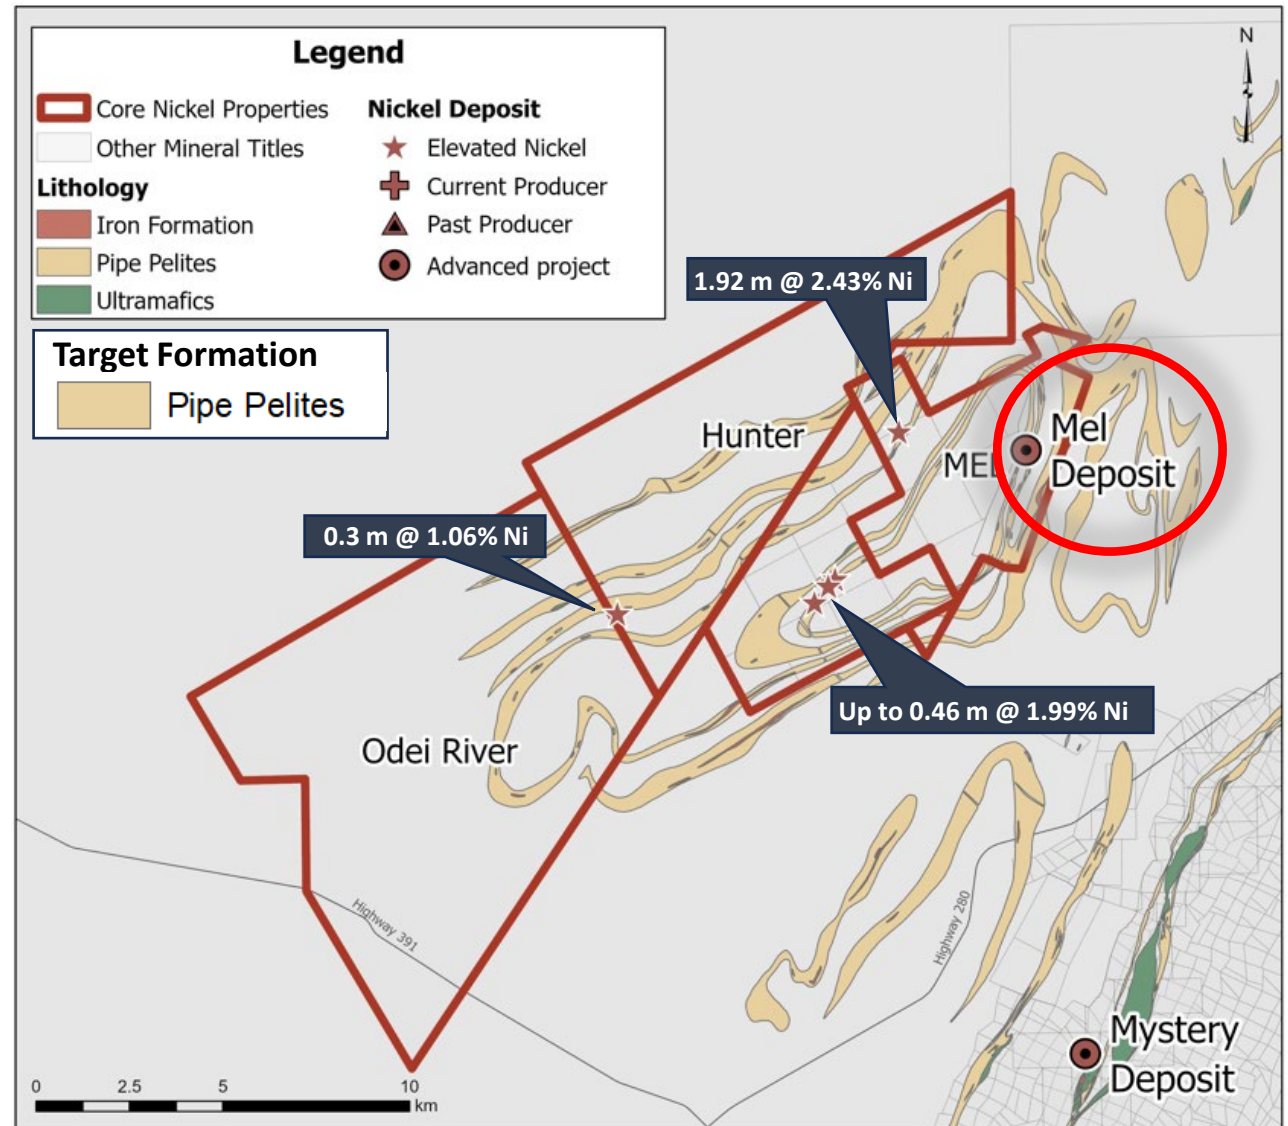 Legend
Core Nickel Properties
Other Mineral Titles
Lithology
Iron Formation
Pipe Pelites
Ultramafics
Nickel Deposit
Elevated Nickel
Current Producer
Past Producer
Advanced project
Target Formation
Pipe Pelites
N
1.92 m @ 2.43% Ni
Hunter
MEL
Mel
Deposit
0.3 m @ 1.06% Ni
Up to 0.46 m @ 1.99% Ni
Odei River
Highway 391
Highway 280
Mystery
Deposit
0 2.5 5 10
km